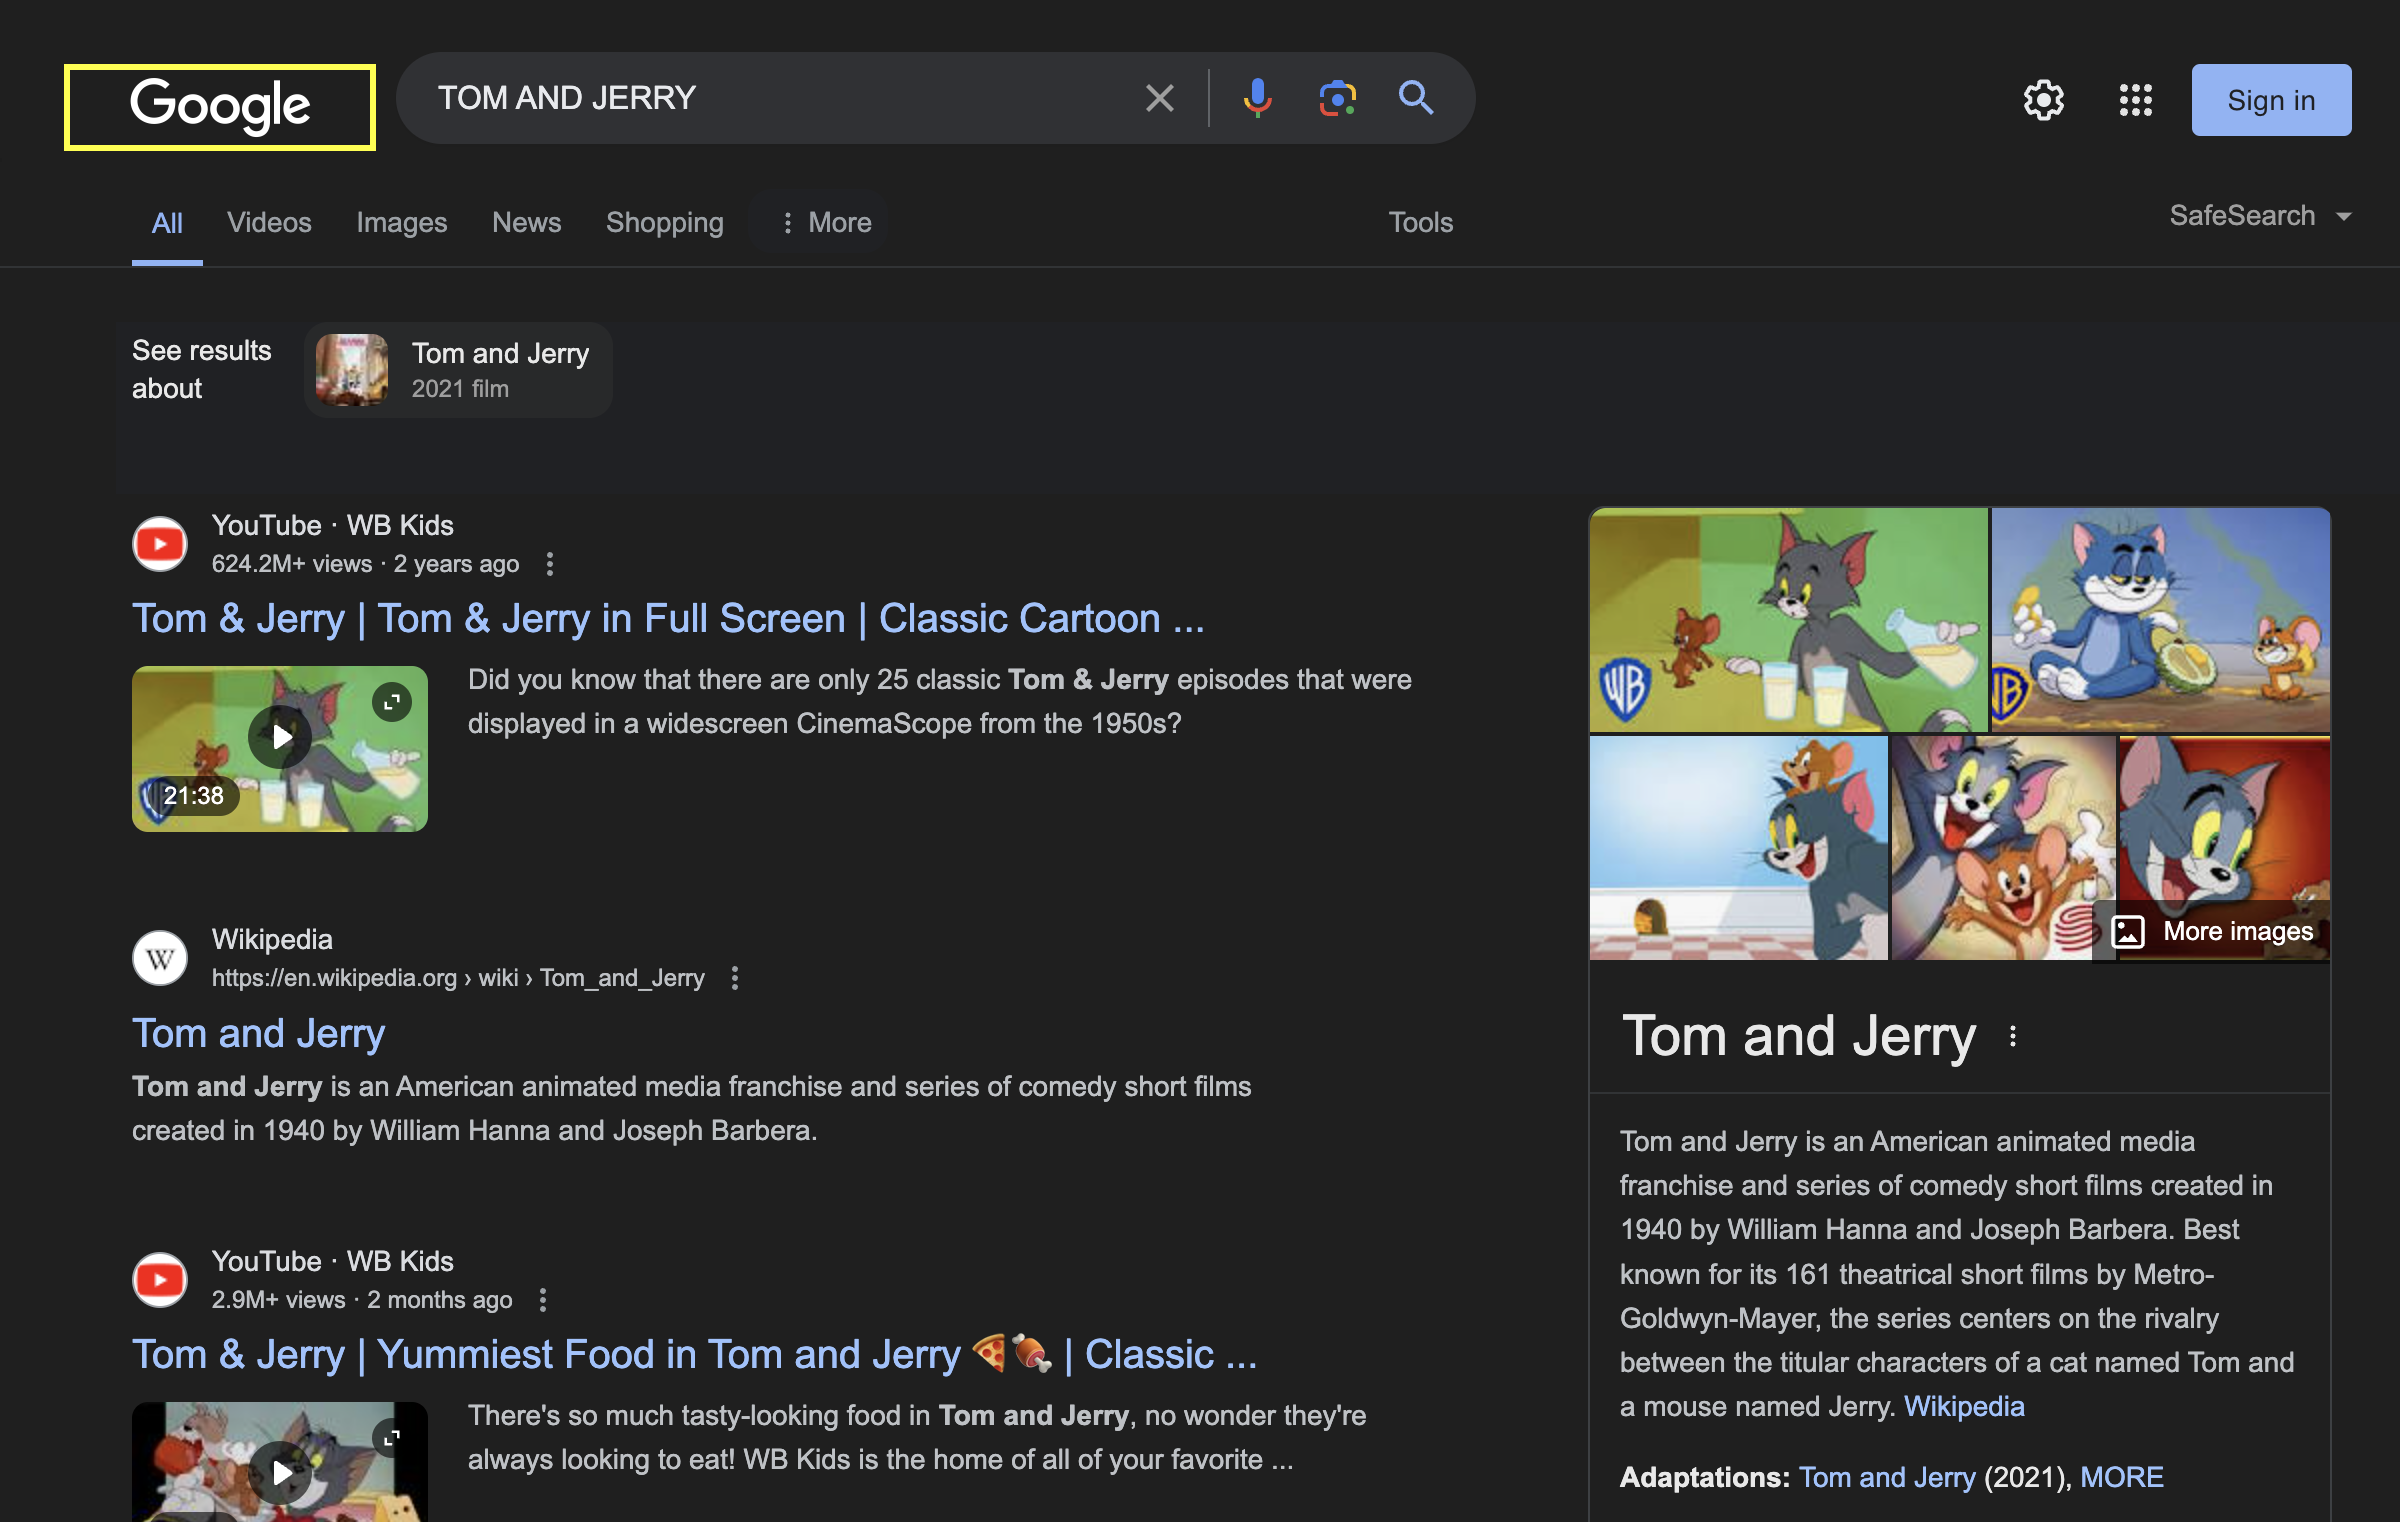 Google
TOM AND JERRY
Sign in
All
Videos
Images
News
Shopping
More
Tools
SafeSearch
See results
about
Tom and Jerry
2021 film
YouTube · WB Kids
624.2M+ views · 2 years ago
Tom & Jerry | Tom & Jerry in Full Screen | Classic Cartoon ...
21:38
Did you know that there are only 25 classic Tom & Jerry episodes that were
displayed in a widescreen CinemaScope from the 1950s?
W
Wikipedia
https://en.wikipedia.org › wiki › Tom_and_Jerry
Tom and Jerry
Tom and Jerry is an American animated media franchise and series of comedy short films
created in 1940 by William Hanna and Joseph Barbera.
YouTube · WB Kids
2.9M+ views · 2 months ago
Tom & Jerry | Yummiest Food in Tom and Jerry 🍕🍖 | Classic ...
There's so much tasty-looking food in Tom and Jerry, no wonder they're
always looking to eat! WB Kids is the home of all of your favorite ...
WB
More images
Tom and Jerry
Tom and Jerry is an American animated media
franchise and series of comedy short films created in
1940 by William Hanna and Joseph Barbera. Best
known for its 161 theatrical short films by Metro-
Goldwyn-Mayer, the series centers on the rivalry
between the titular characters of a cat named Tom and
a mouse named Jerry. Wikipedia
Adaptations: Tom and Jerry (2021), MORE